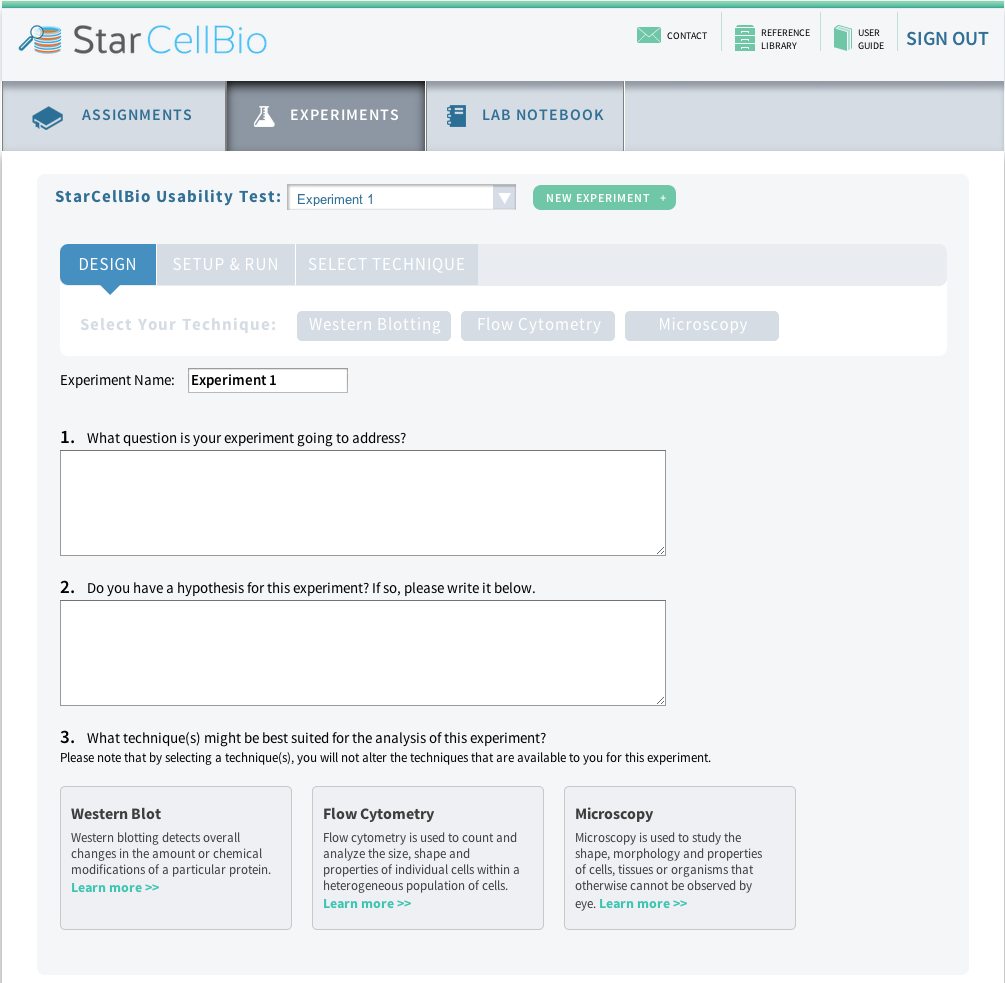 StarCellBio
CONTACT
REFERENCE
LIBRARY
USER
GUIDE
SIGN OUT
ASSIGNMENTS
EXPERIMENTS
LAB NOTEBOOK
StarCellBio Usability Test:
Experiment 1
NEW EXPERIMENT +
DESIGN
SETUP & RUN
SELECT TECHNIQUE
Select Your Technique:
Western Blotting
Flow Cytometry
Microscopy
Experiment Name:
Experiment 1
1. What question is your experiment going to address?
2. Do you have a hypothesis for this experiment? If so, please write it below.
3. What technique(s) might be best suited for the analysis of this experiment?
Please note that by selecting a technique(s), you will not alter the techniques that are available to you for this experiment.
Western Blot
Western blotting detects overall
changes in the amount or chemical
modifications of a particular protein.
Learn more >>
Flow Cytometry
Flow cytometry is used to count and
analyze the size, shape and
properties of individual cells within a
heterogeneous population of cells.
Learn more >>
Microscopy
Microscopy is used to study the
shape, morphology and properties
of cells, tissues or organisms that
otherwise cannot be observed by
eye. Learn more >>